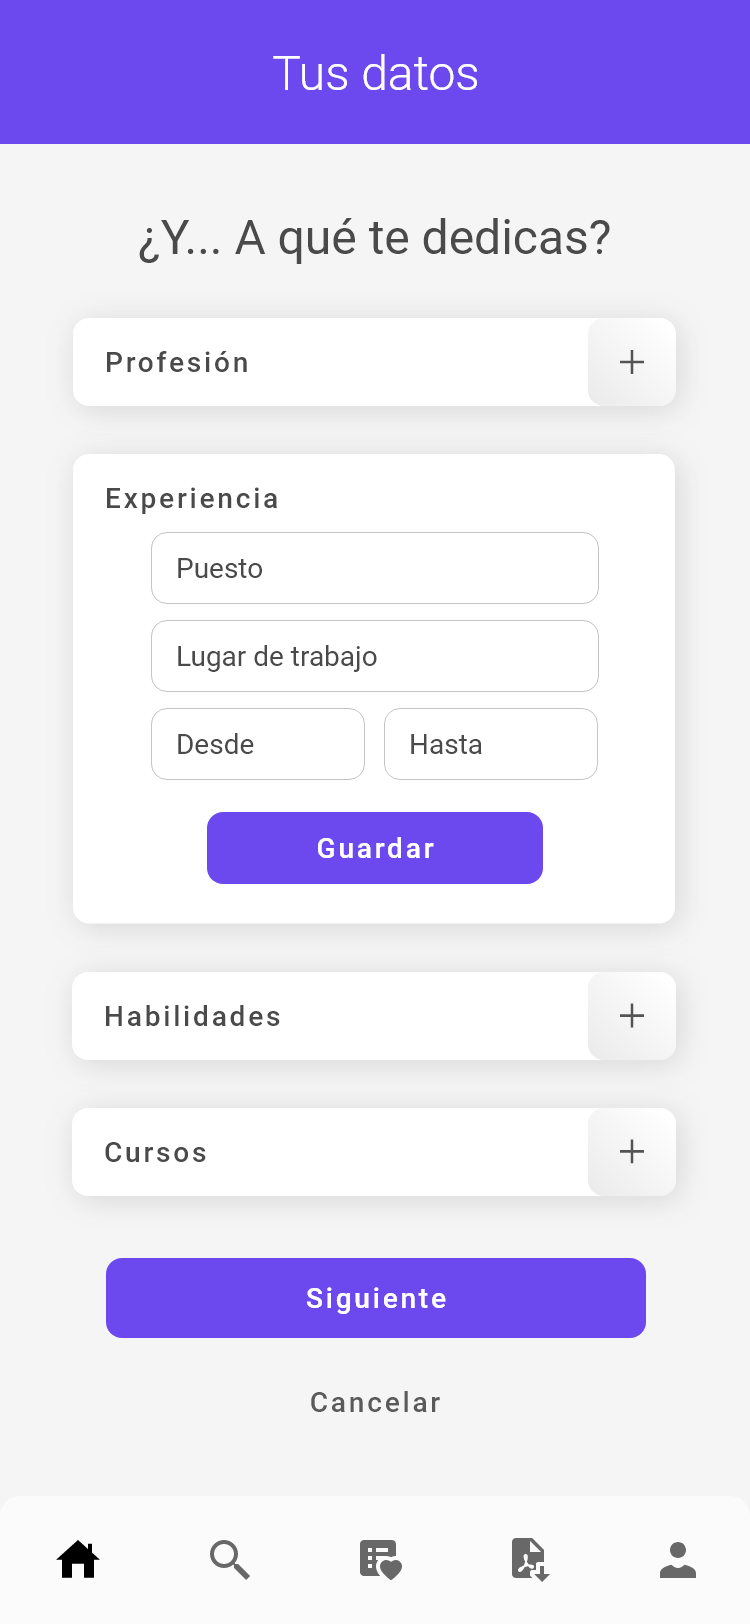 Tus datos
¿Y... A qué te dedicas?
Profesión
Experiencia
Puesto
Lugar de trabajo
Desde Hasta
Guardar
Habilidades
Cursos
Siguiente
Cancelar